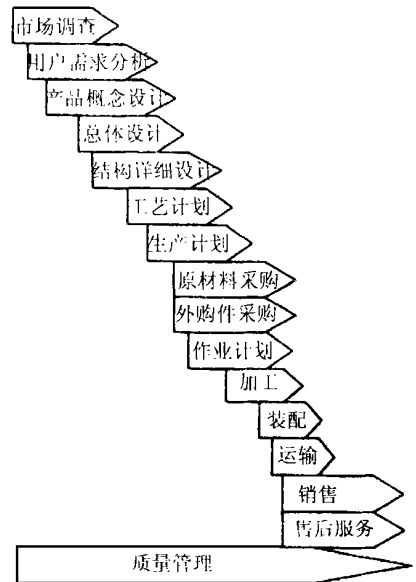 市场调查
用户需求分析
产品概念设计
总体设计
结构详细设计
工艺计划
生产计划
原材料采购
外购件采购
作业计划
加工
装配
运输
销售
售后服务
质量管理